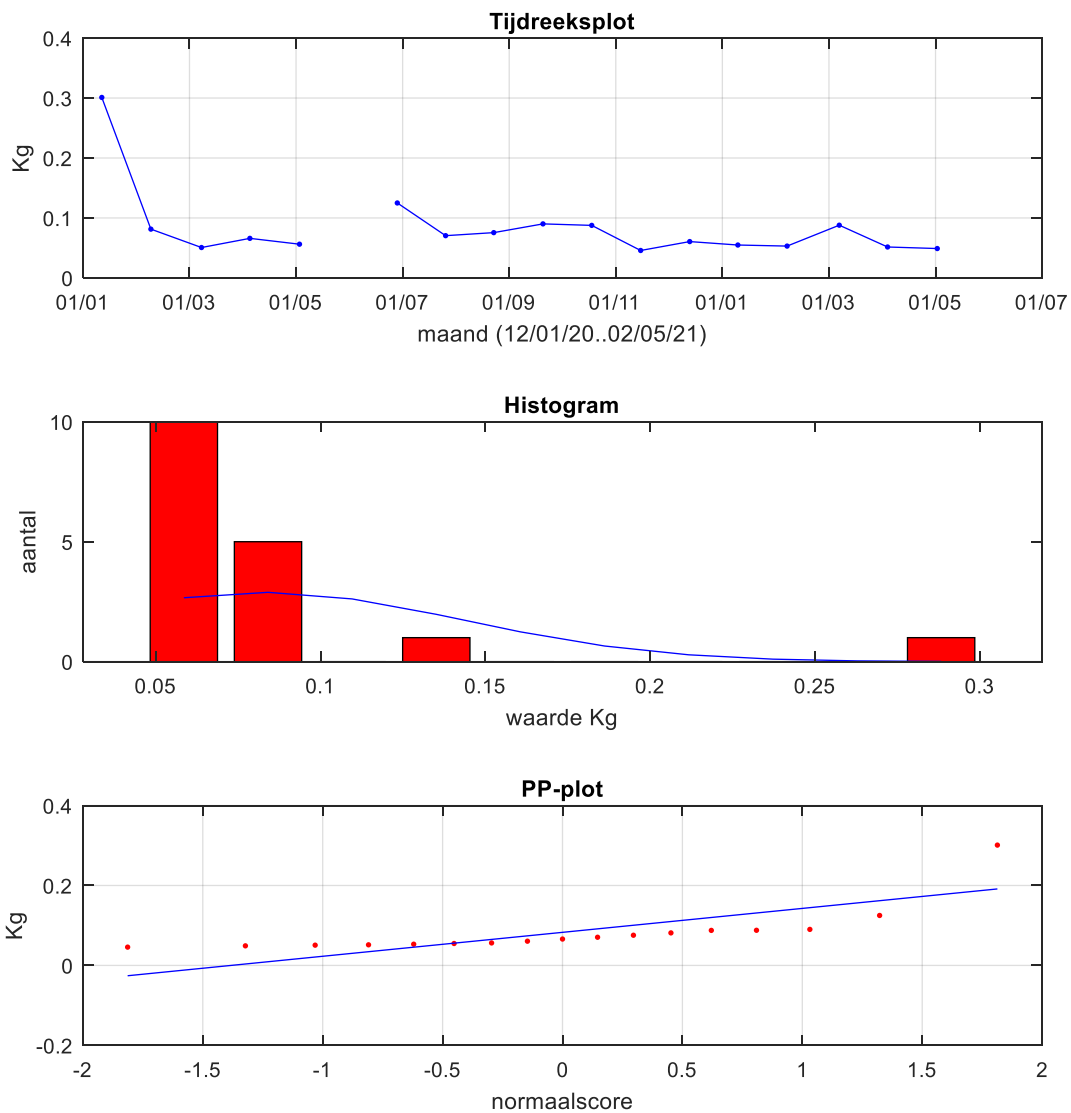 Tijdreeksplot
0.4
0.3
0.2
0.1
0
Kg
01/01 01/03 01/05 01/07 01/09 01/11 01/01 01/03 01/05 01/07
maand (12/01/20..02/05/21)
Histogram
10
5
0
aantal
0.05 0.1 0.15 0.2 0.25 0.3
waarde Kg
PP-plot
0.4
0.2
0
-0.2
Kg
-2 -1.5 -1 -0.5 0 0.5 1 1.5 2
normaalscore